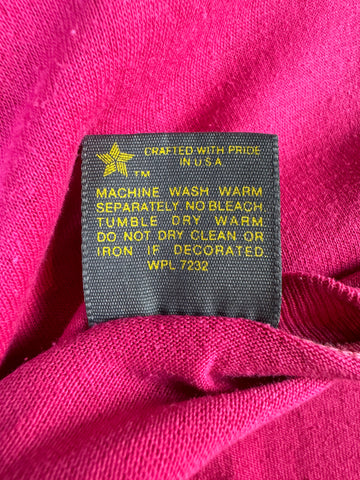 CRAFTED WITH PRIDE
IN U.S.A.
TM
MACHINE WASH WARM
SEPARATELY NO BLEACH
TUMBLE DRY WARM.
DO NOT DRY CLEAN OR
IRON IF DECORATED.
WPL 7232